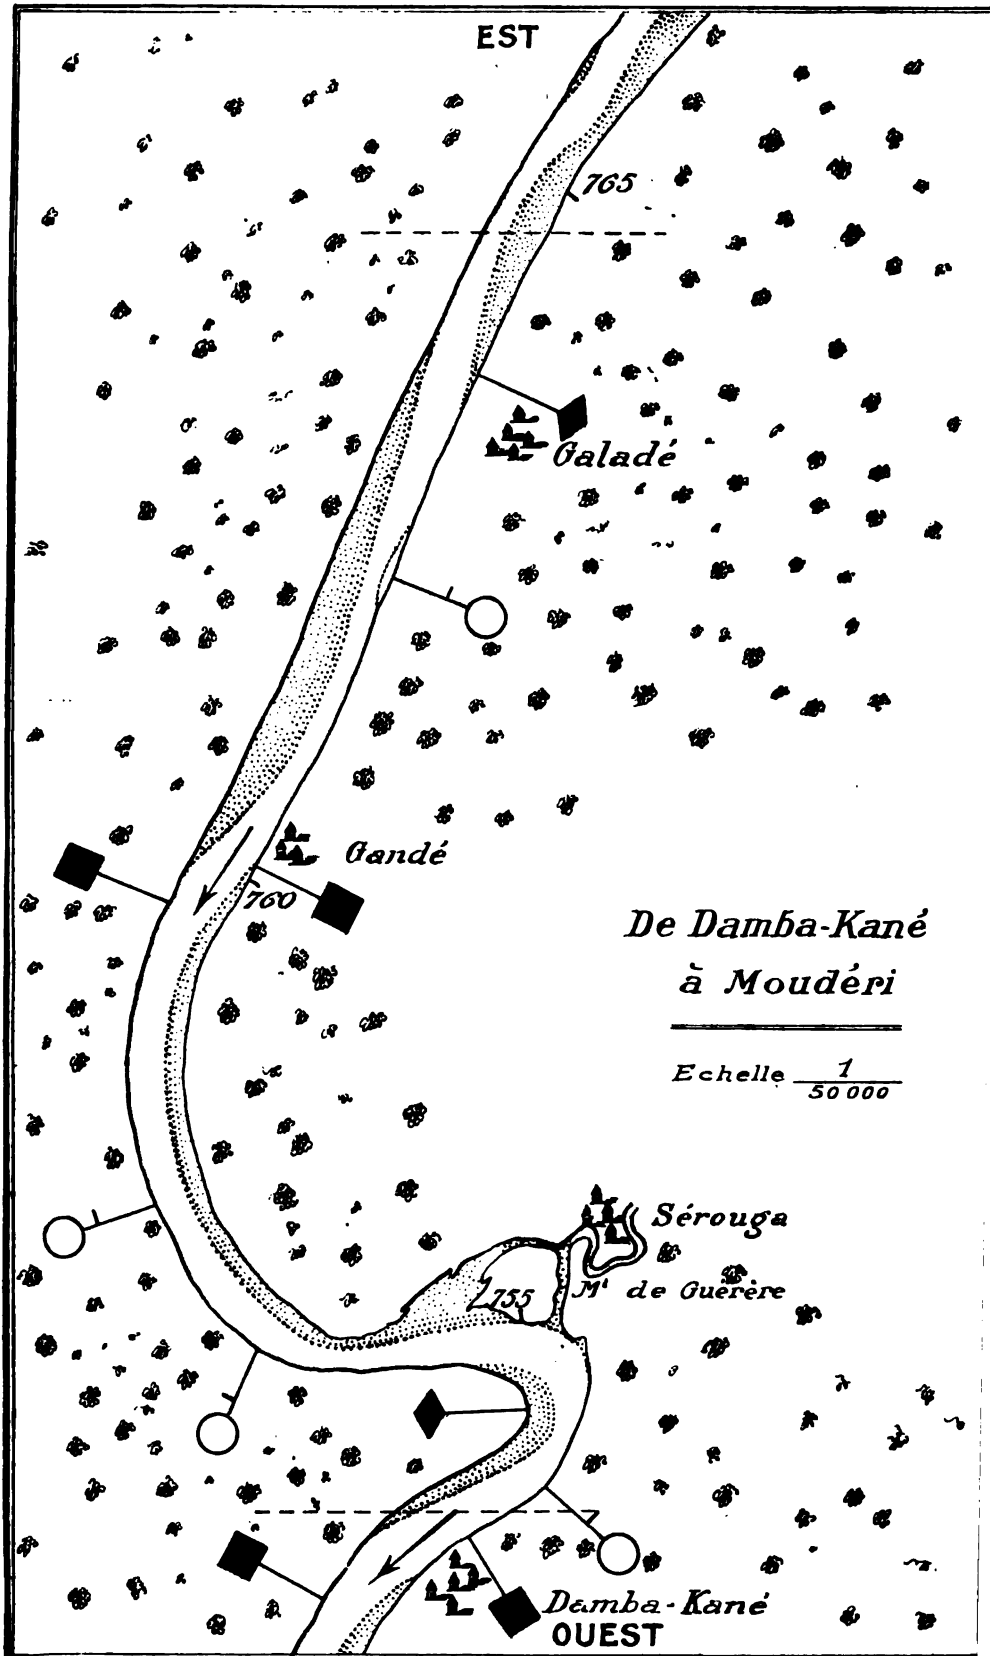 EST
765
Galadé
Gandé
760
De Damba-Kané
à Moudéri
Echelle 1
50 000
Sérouga
Mt de Guèrère
755
Damba-Kané
OUEST